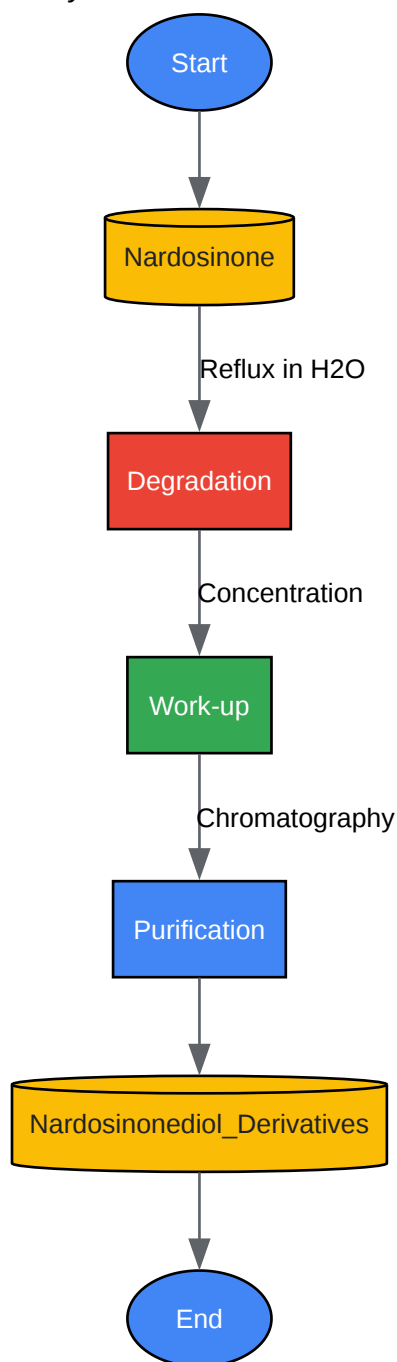 Start
Nardosinone
Reflux in H2O
Degradation
Concentration
Work-up
Chromatography
Purification
Nardosinonediol_Derivatives
End